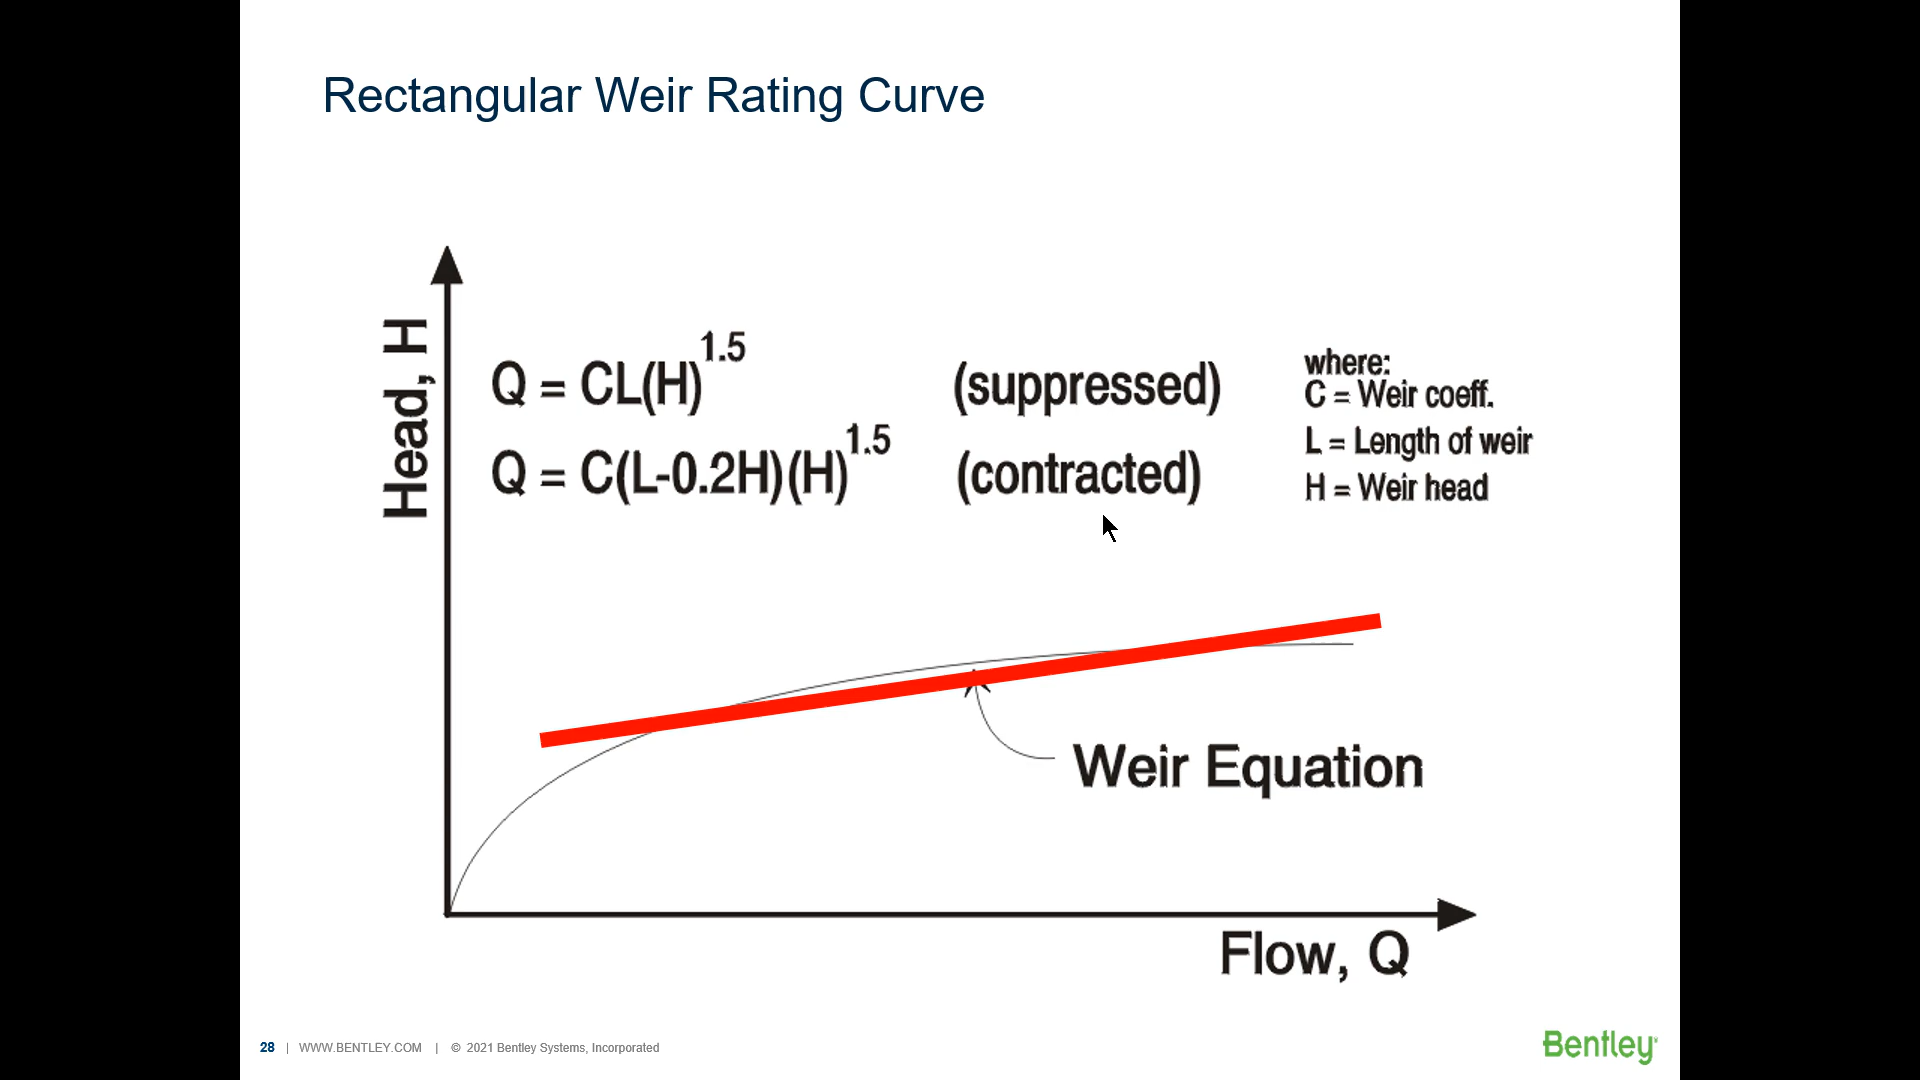 Rectangular Weir Rating Curve
Head, H
Q = CL(H)^1.5 (suppressed)
Q = C(L-0.2H)(H)^1.5 (contracted)
where:
C = Weir coeff.
L = Length of weir
H = Weir head
Weir Equation
Flow, Q
28 | WWW.BENTLEY.COM | © 2021 Bentley Systems, Incorporated
Bentley